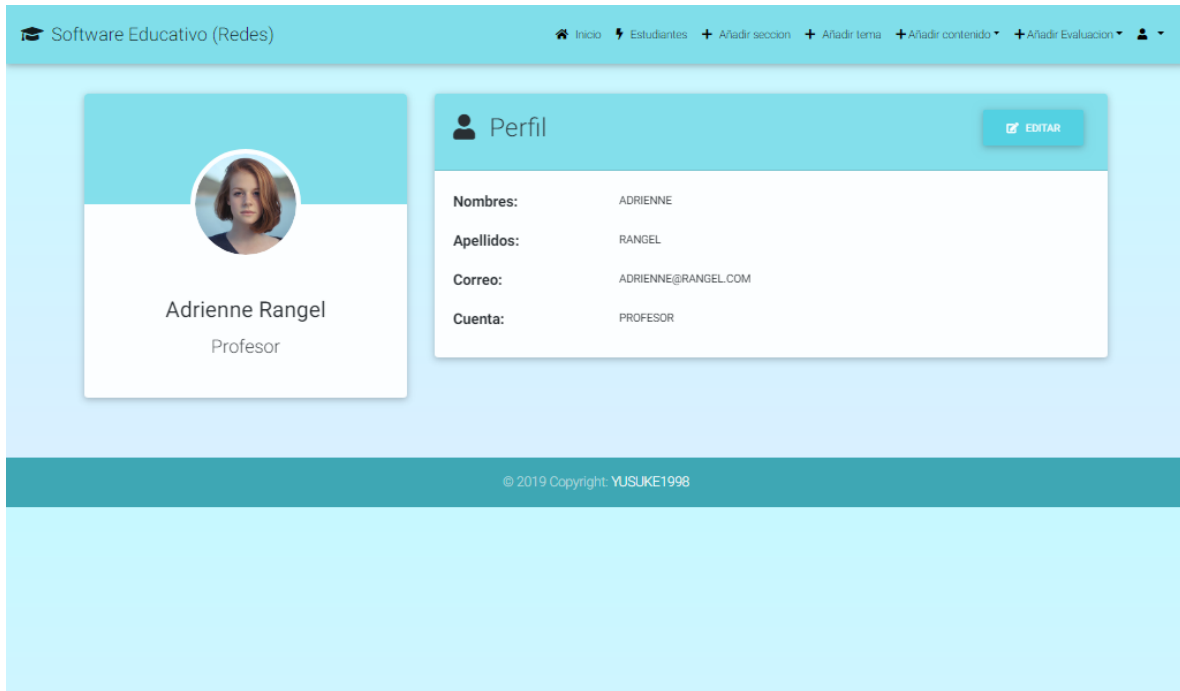 Software Educativo (Redes)
Inicio Estudiantes Añadir seccion Añadir tema Añadir contenido Añadir Evaluacion
Adrienne Rangel
Profesor
Perfil
EDITAR
Nombres: ADRIENNE
Apellidos: RANGEL
Correo: ADRIENNE@RANGEL.COM
Cuenta: PROFESOR
© 2019 Copyright: YUSUKE1998